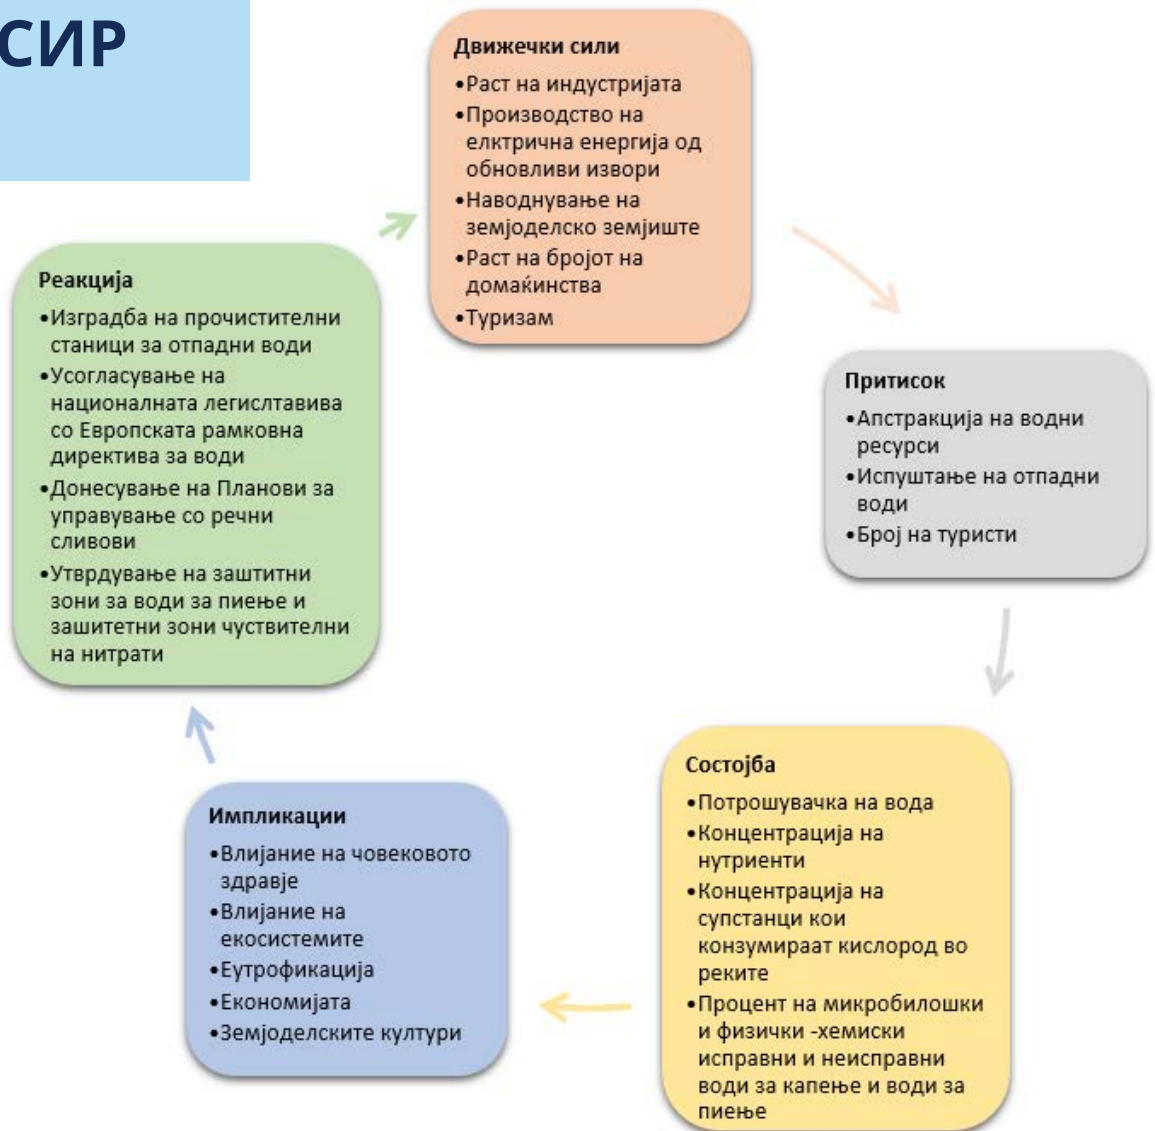 СИР
Движечки сили
•Раст на индустријата
•Производство на
елктрична енергија од
обновливи извори
•Наводнување на
земјоделско земјиште
•Раст на бројот на
домаќинства
•Туризам
Притисок
•Апстракција на водни
ресурси
•Испуштање на отпадни
води
•Број на туристи
Состојба
•Потрошувачка на вода
•Концентрација на
нутриенти
•Концентрација на
супстанци кои
конзумираат кислород во
реките
•Процент на микробилошки
и физички -хемиски
исправни и неисправни
води за капење и води за
пиење
Импликации
•Влијание на човековото
здравје
•Влијание на
екосистемите
•Еутрофикација
•Економијата
•Земјоделските култури
Реакција
•Изградба на прочистителни
станици за отпадни води
•Усогласување на
националната легислтавива
со Европската рамковна
директива за води
•Донесување на Планови за
управување со речни
сливови
•Утврдување на заштитни
зони за води за пиење и
зашитетни зони чуствителни
на нитрати